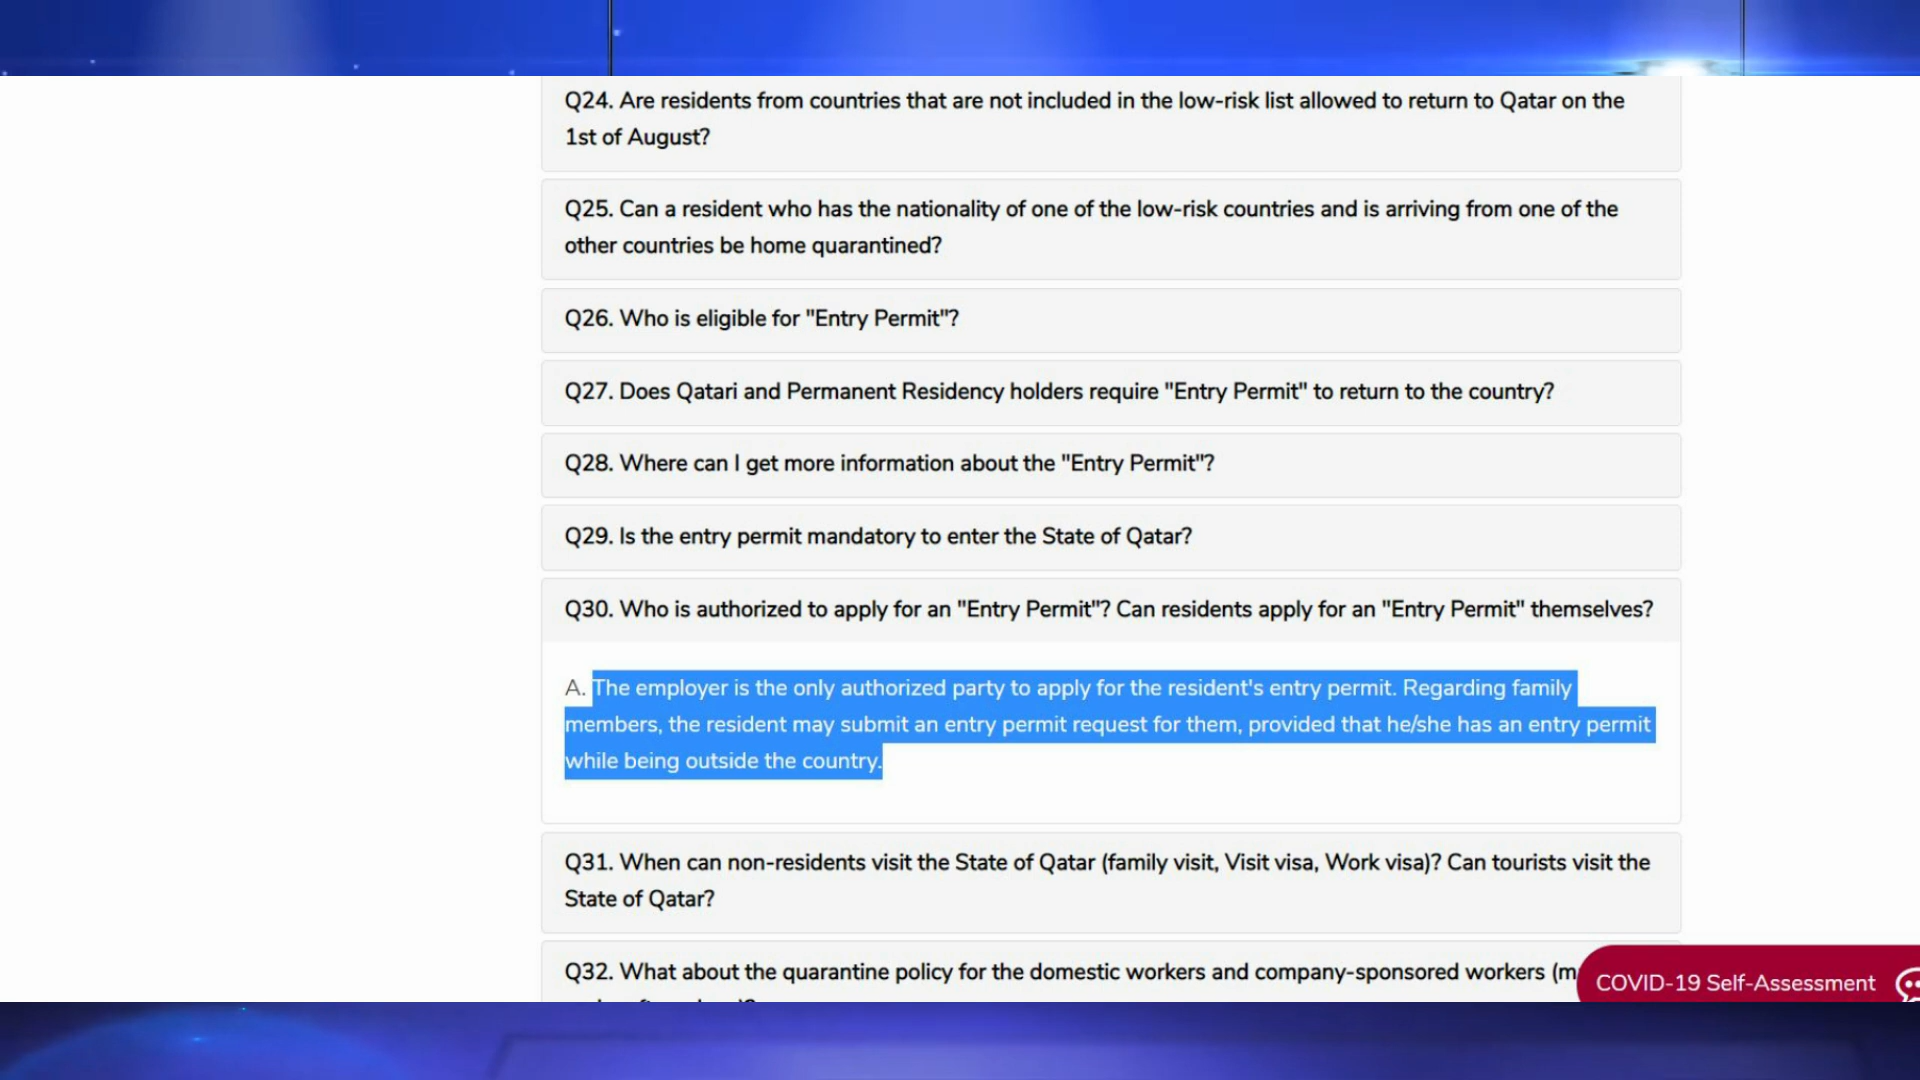 Q24. Are residents from countries that are not included in the low-risk list allowed to return to Qatar on the
1st of August?
Q25. Can a resident who has the nationality of one of the low-risk countries and is arriving from one of the
other countries be home quarantined?
Q26. Who is eligible for "Entry Permit"?
Q27. Does Qatari and Permanent Residency holders require "Entry Permit" to return to the country?
Q28. Where can I get more information about the "Entry Permit"?
Q29. Is the entry permit mandatory to enter the State of Qatar?
Q30. Who is authorized to apply for an "Entry Permit"? Can residents apply for an "Entry Permit" themselves?
A. The employer is the only authorized party to apply for the resident's entry permit. Regarding family
members, the resident may submit an entry permit request for them, provided that he/she has an entry permit
while being outside the country.
Q31. When can non-residents visit the State of Qatar (family visit, Visit visa, Work visa)? Can tourists visit the
State of Qatar?
Q32. What about the quarantine policy for the domestic workers and company-sponsored workers
COVID-19 Self-Assessment